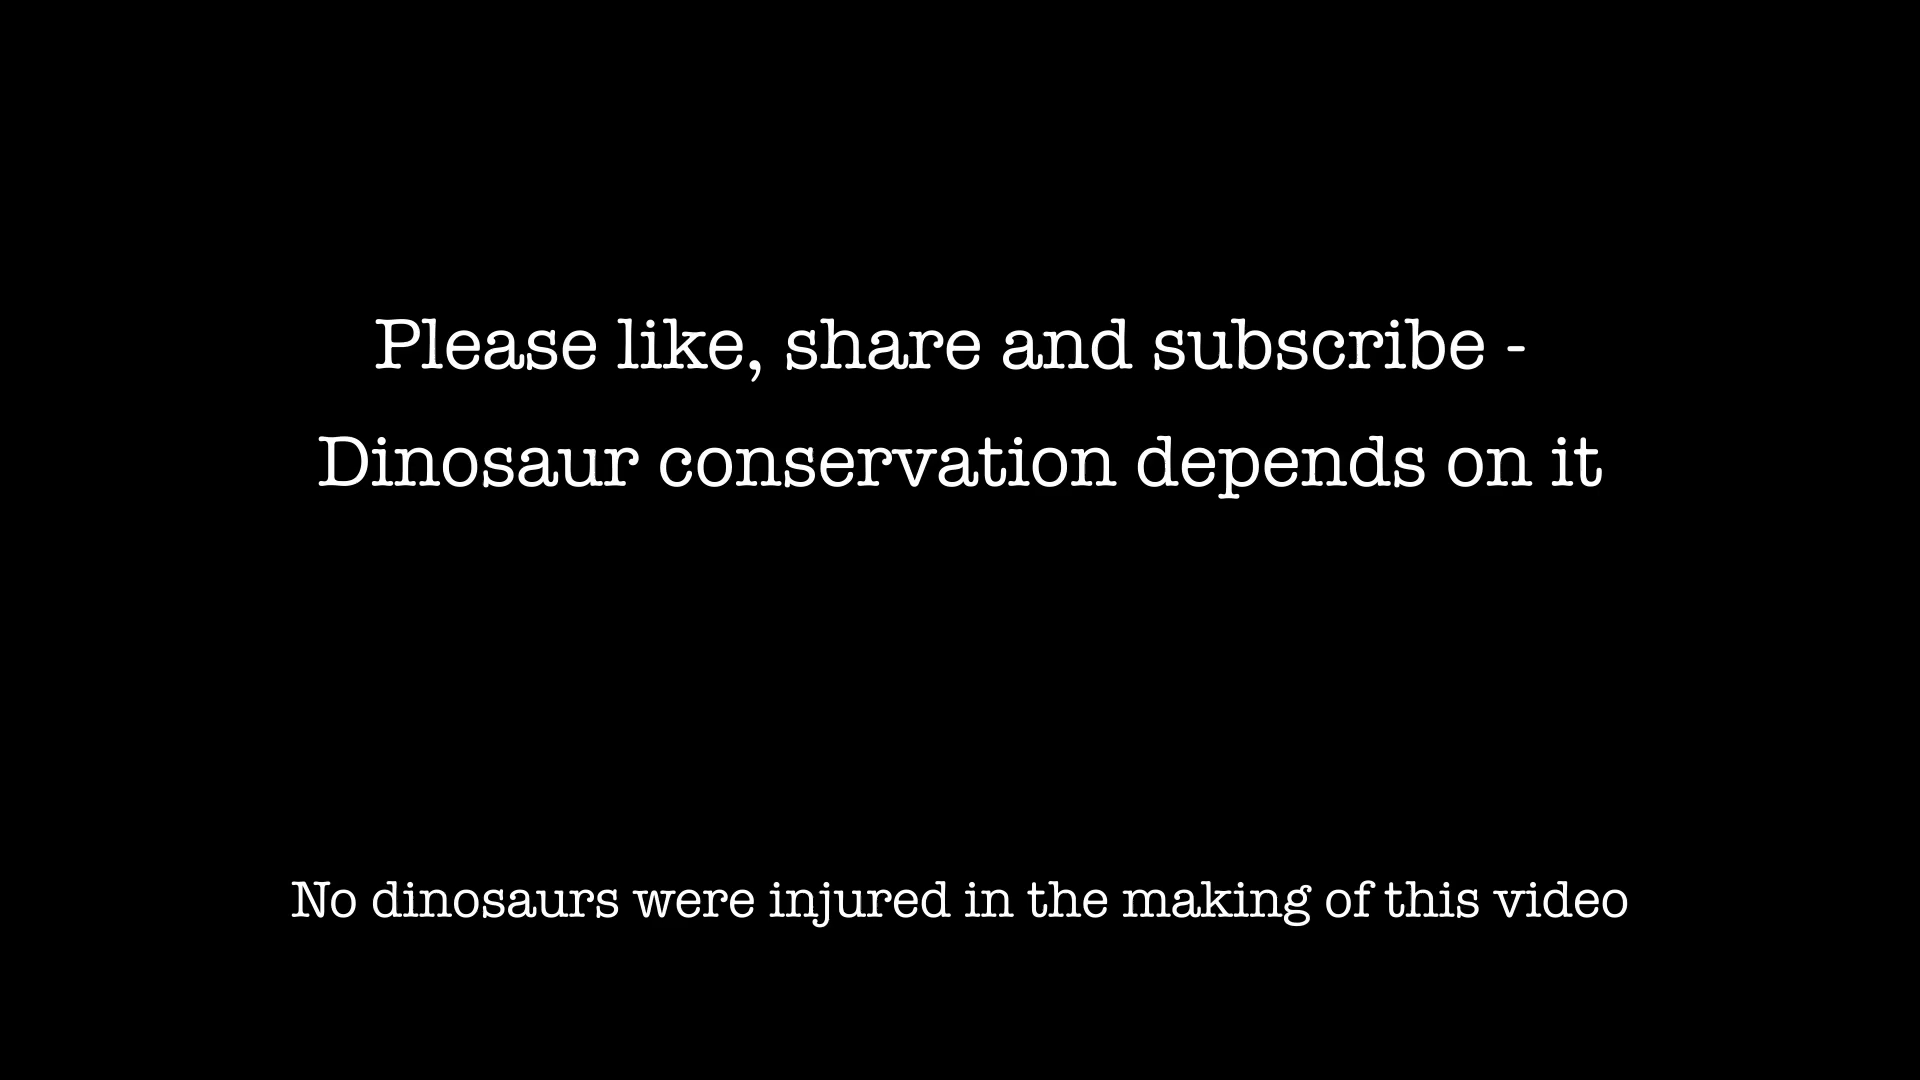 Please like, share and subscribe -
Dinosaur conservation depends on it
No dinosaurs were injured in the making of this video